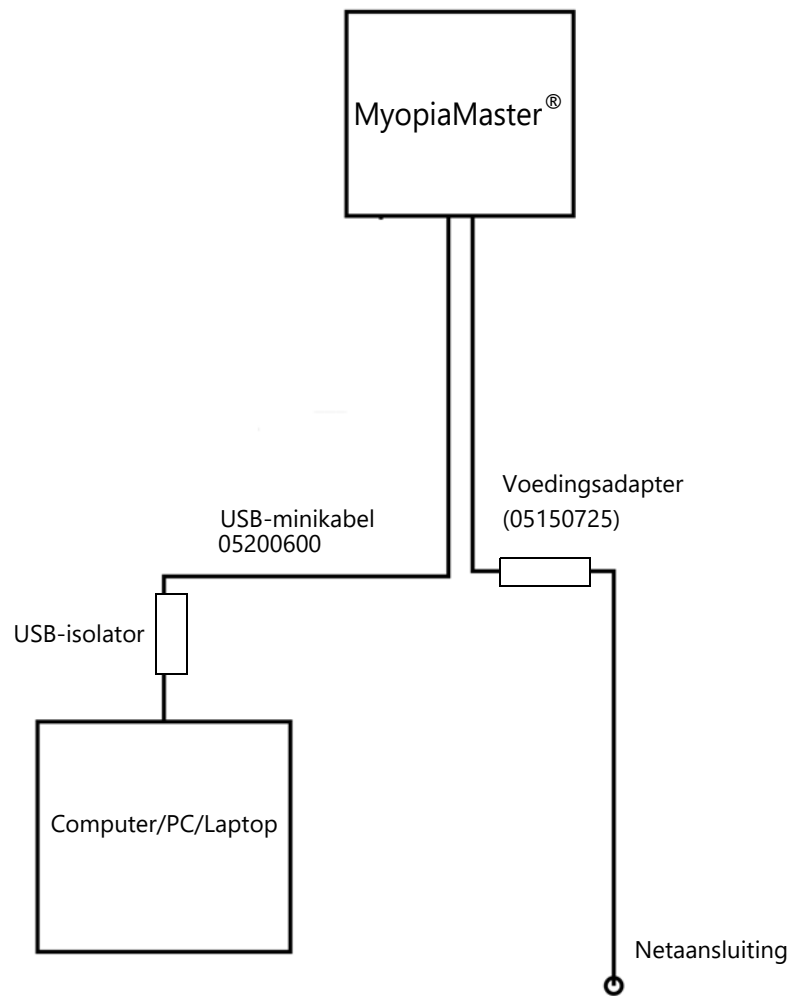 MyopiaMaster®
Voedingsadapter
(05150725)
USB-minikabel
05200600
USB-isolator
Computer/PC/Laptop
Netaansluiting